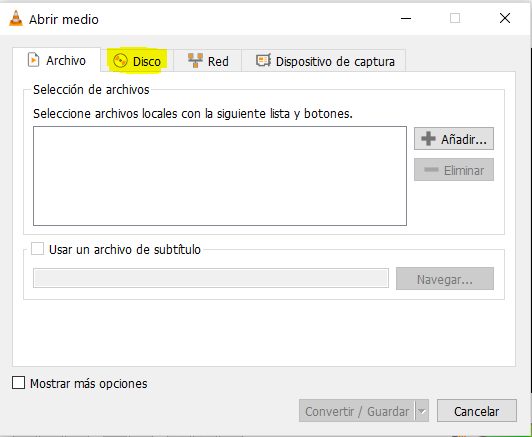 Abrir medio
Archivo Disco Red Dispositivo de captura
Selección de archivos
Seleccione archivos locales con la siguiente lista y botones.
Añadir...
Eliminar
Usar un archivo de subtítulo
Navegar...
Mostrar más opciones
Convertir / Guardar Cancelar